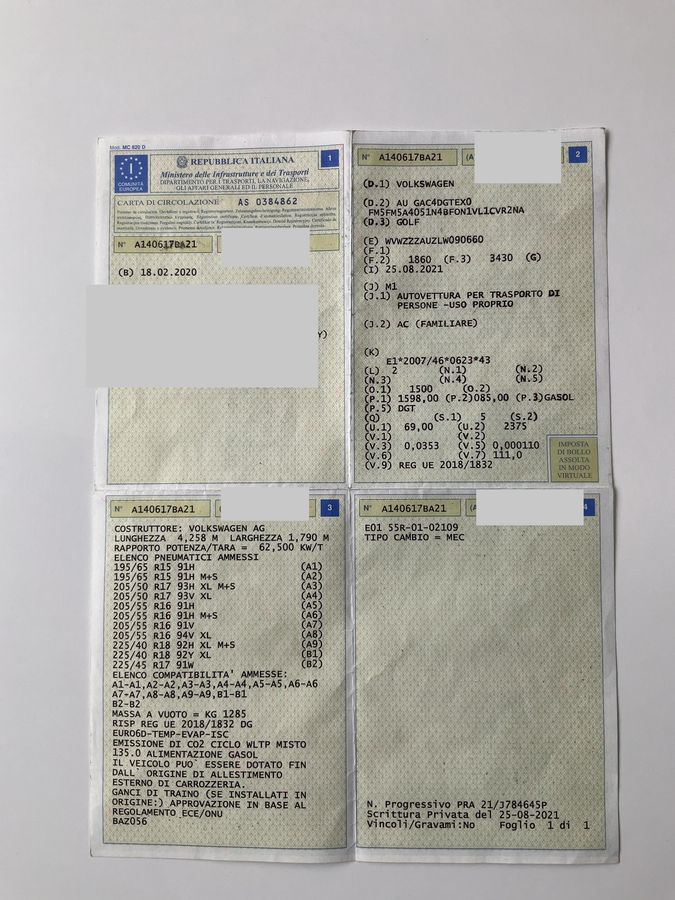 Mod. MC 820 D
I
COMUNITÀ
EUROPEA
REPUBBLICA ITALIANA
1
Ministero delle Infrastrutture e dei Trasporti
DIPARTIMENTO PER I TRASPORTI, LA NAVIGAZIONE,
GLI AFFARI GENERALI ED IL PERSONALE
CARTA DI CIRCOLAZIONE AS 0384862
N° A140617BA21
(B) 18.02.2020
Y)
N° A140617BA21 (A
2
(D.1) VOLKSWAGEN
(D.2) AU GAC4DGTEX0
FM5FM5A4051N4BFON1VL1CVR2NA
(D.3) GOLF
(E) WVWZZZAUZLW090660
(F.1)
(F.2) 1860 (F.3) 3430 (G)
(I) 25.08.2021
(J) M1
(J.1) AUTOVETTURA PER TRASPORTO DI
PERSONE -USO PROPRIO
(J.2) AC (FAMILIARE)
(K)
E1*2007/46*0623*43
(L) 2 (N.1) (N.2)
(N.3) (N.4) (N.5)
(O.1) 1500 (O.2)
(P.1) 1598,00 (P.2)085,00 (P.3)GASOL
(P.5) DGT
(Q) (S.1) 5 (S.2)
(U.1) 69,00 (U.2) 2375
(V.1) (V.2)
(V.3) 0,0353 (V.5) 0,000110
(V.6) (V.7) 111,0
(V.9) REG UE 2018/1832
IMPOSTA
DI BOLLO
ASSOLTA
IN MODO
VIRTUALE
N° A140617BA21
3
COSTRUTTORE: VOLKSWAGEN AG
LUNGHEZZA 4,258 M LARGHEZZA 1,790 M
RAPPORTO POTENZA/TARA = 62,500 KW/T
ELENCO PNEUMATICI AMMESSI
195/65 R15 91H (A1)
195/65 R15 91H M+S (A2)
205/50 R17 93H XL M+S (A3)
205/50 R17 93V XL (A4)
205/55 R16 91H (A5)
205/55 R16 91H M+S (A6)
205/55 R16 91V (A7)
205/55 R16 94V XL (A8)
225/40 R18 92H XL M+S (A9)
225/40 R18 92Y XL (B1)
225/45 R17 91W (B2)
ELENCO COMPATIBILITA' AMMESSE:
A1-A1,A2-A2,A3-A3,A4-A4,A5-A5,A6-A6
A7-A7,A8-A8,A9-A9,B1-B1
B2-B2
MASSA A VUOTO = KG 1285
RISP REG UE 2018/1832 DG
EURO6D-TEMP-EVAP-ISC
EMISSIONE DI CO2 CICLO WLTP MISTO
135.0 ALIMENTAZIONE GASOL
IL VEICOLO PUO` ESSERE DOTATO FIN
DALL` ORIGINE DI ALLESTIMENTO
ESTERNO DI CARROZZERIA.
GANCI DI TRAINO (SE INSTALLATI IN
ORIGINE:) APPROVAZIONE IN BASE AL
REGOLAMENTO ECE/ONU
BAZ056
N° A140617BA21 (A
4
E01 55R-01-02109
TIPO CAMBIO = MEC
N. Progressivo PRA 21/J784645P
Scrittura Privata del 25-08-2021
Vincoli/Gravami:No Foglio 1 di 1